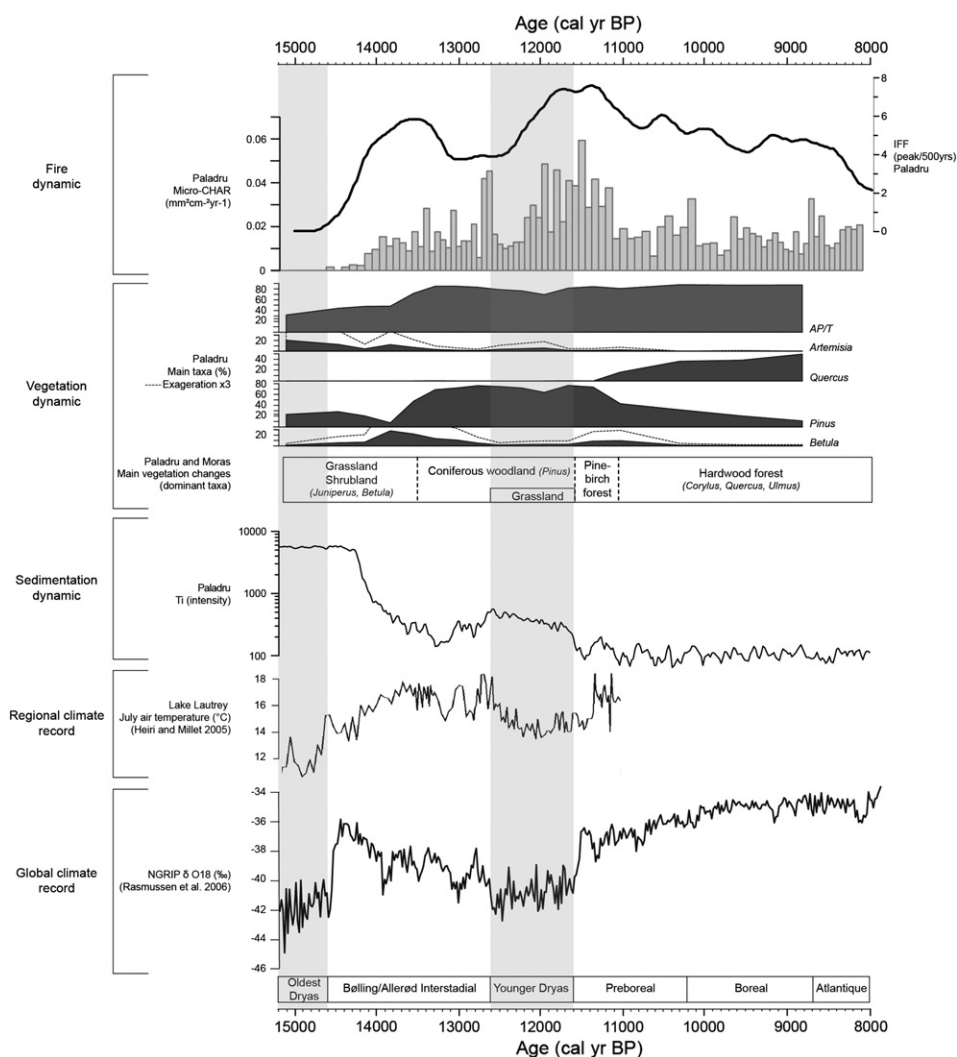 Age (cal yr BP)
15000 14000 13000 12000 11000 10000 9000 8000
Fire
dynamic
Paladru
Micro-CHAR
(mm²cm-²yr-1)
0.06
0.04
0.02
0
8
6
4
2
0
IFF
(peak/500yrs)
Paladru
Vegetation
dynamic
Paladru
Main taxa (%)
Exageration x3
80
60
40
20
AP/T
20
Artemisia
40
20
Quercus
80
60
40
20
Pinus
20
Betula
Paladru and Moras
Main vegetation changes
(dominant taxa)
Grassland
Shrubland
(Juniperus, Betula)
Coniferous woodland (Pinus)
Grassland
Pine-
birch
forest
Hardwood forest
(Corylus, Quercus, Ulmus)
Sedimentation
dynamic
Paladru
Ti (intensity)
10000
1000
100
Regional climate
record
Lake Lautrey
July air temperature (°C)
(Heiri and Millet 2005)
18
16
14
12
Global climate
record
NGRIP δ O18 (‰)
(Rasmussen et al. 2006)
-34
-36
-38
-40
-42
-44
-46
Oldest
Dryas
Bølling/Allerød Interstadial
Younger Dryas
Preboreal
Boreal
Atlantique
15000 14000 13000 12000 11000 10000 9000 8000
Age (cal yr BP)